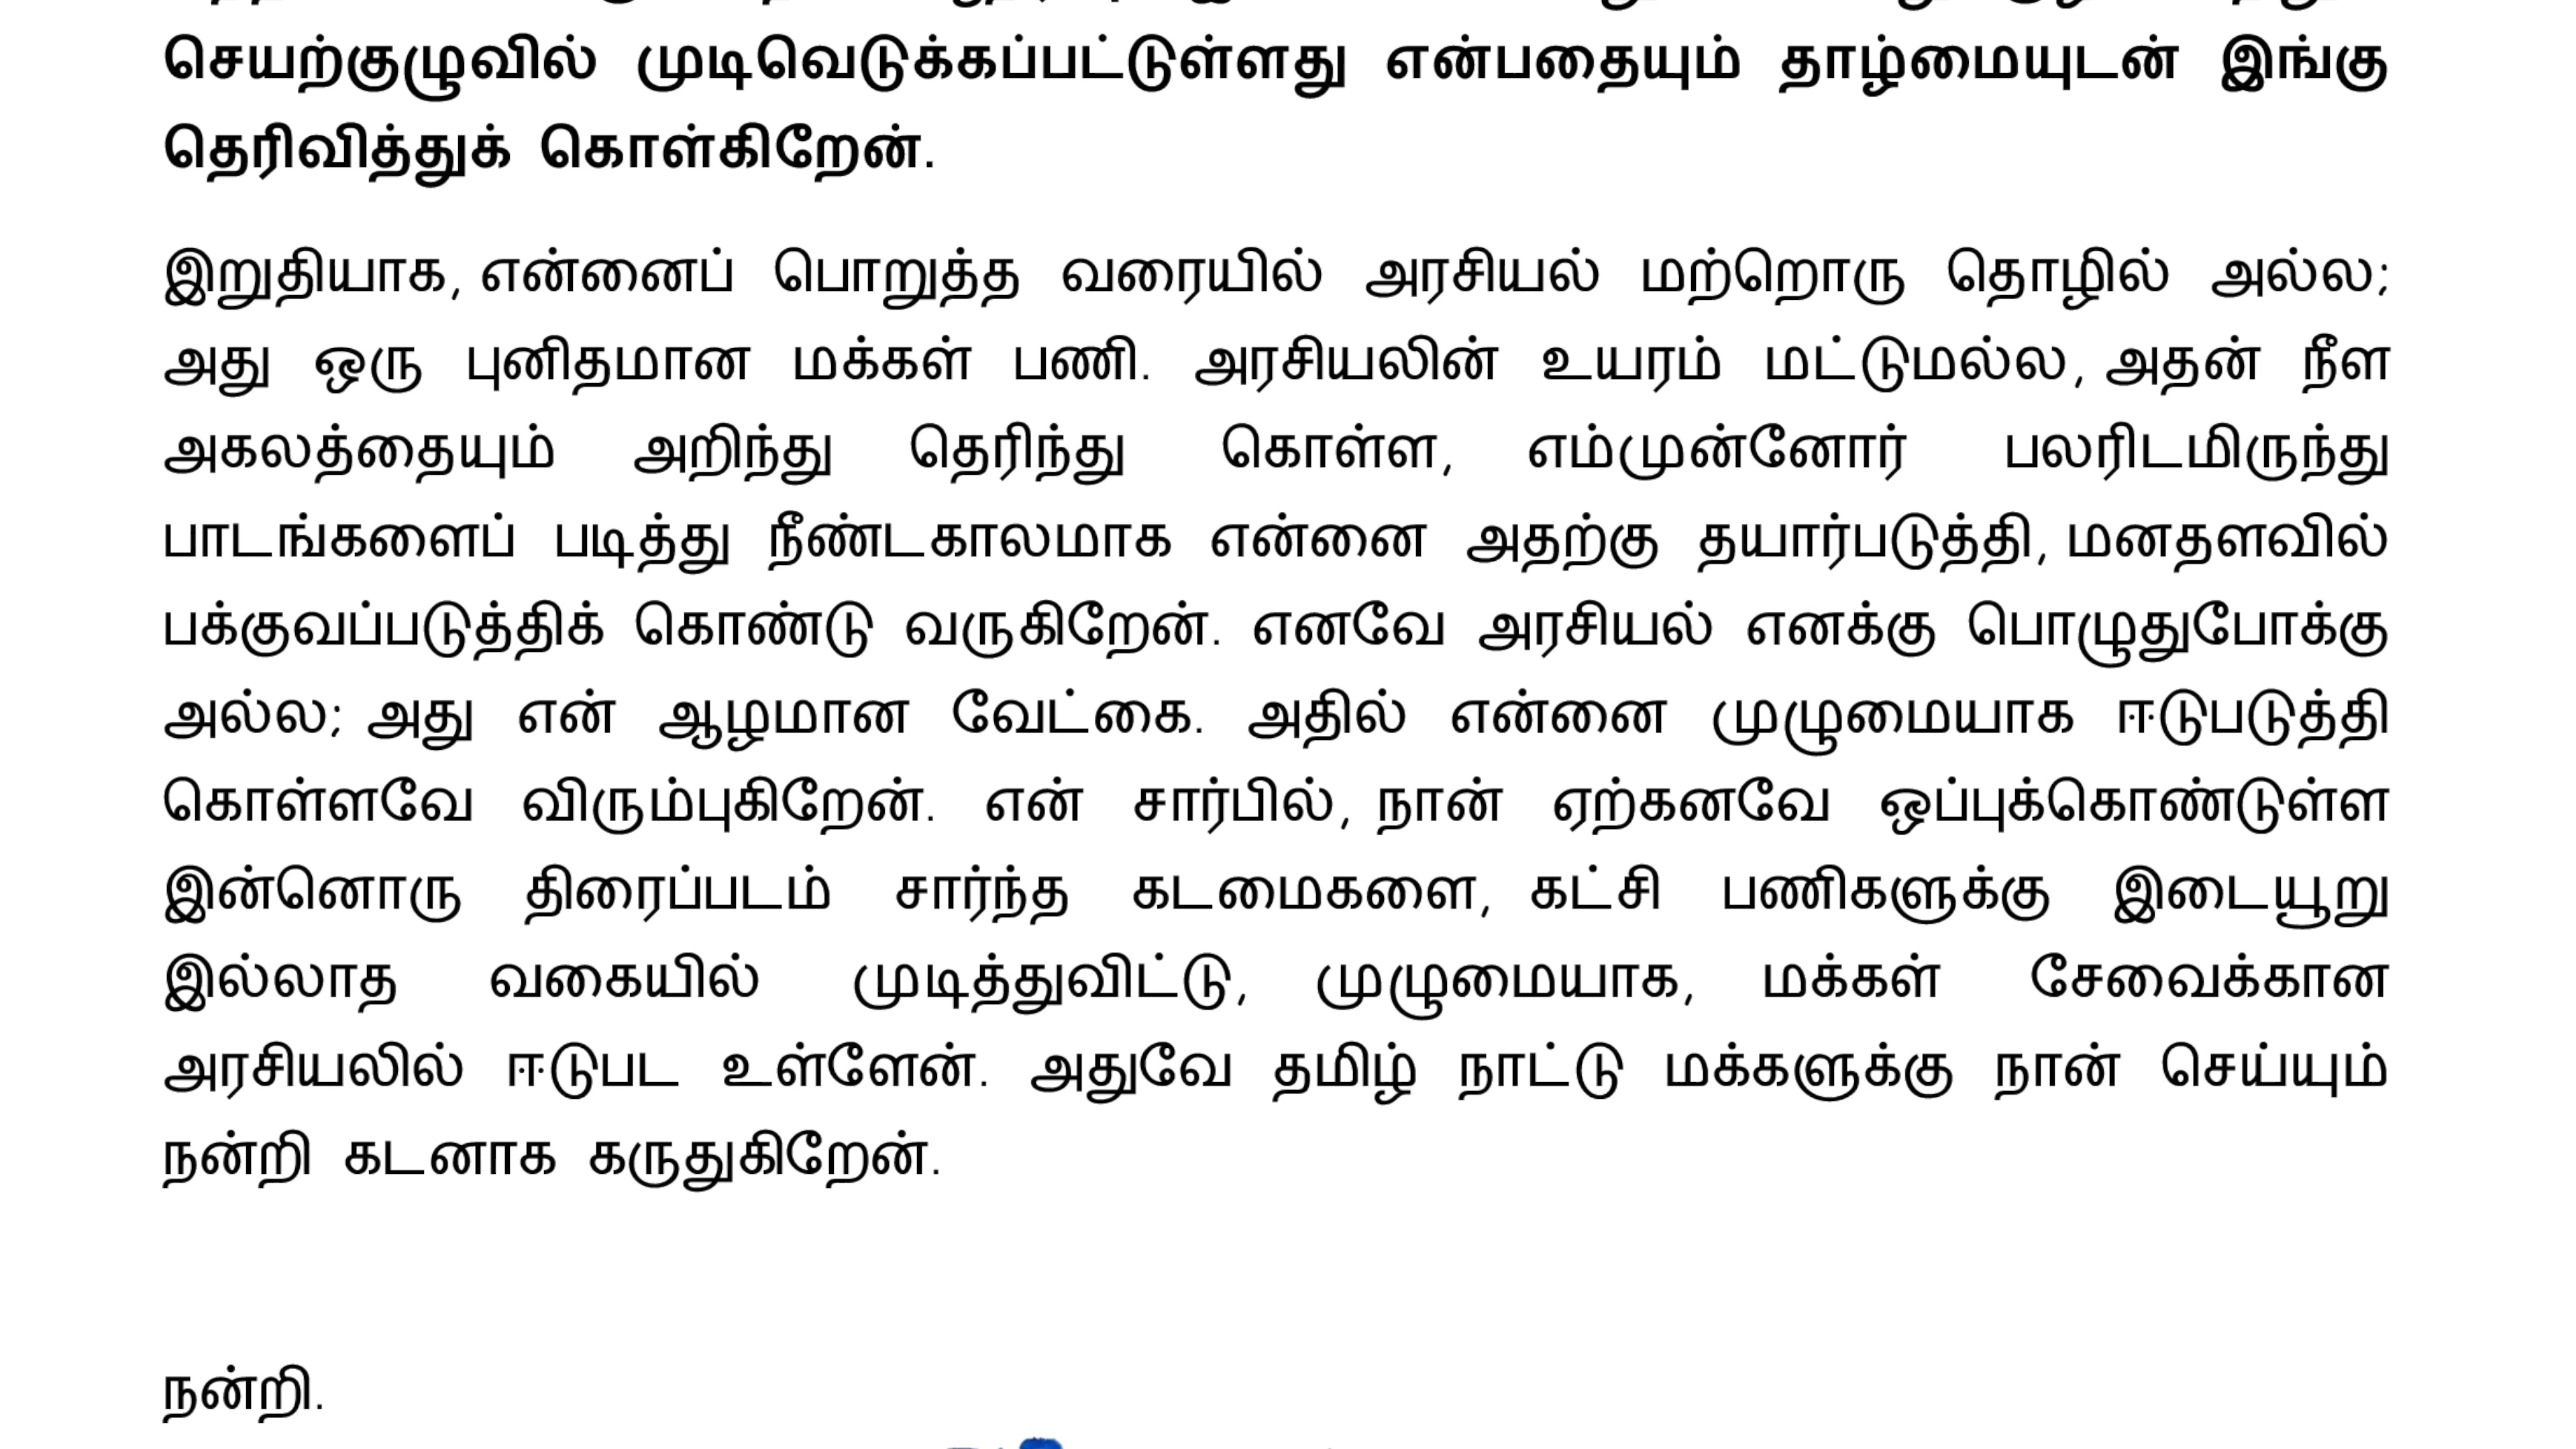 செயற்குழுவில் முடிவெடுக்கப்பட்டுள்ளது என்பதையும் தாழ்மையுடன் இங்கு
தெரிவித்துக் கொள்கிறேன்.
இறுதியாக, என்னைப் பொறுத்த வரையில் அரசியல் மற்றொரு தொழில் அல்ல;
அது ஒரு புனிதமான மக்கள் பணி. அரசியலின் உயரம் மட்டுமல்ல, அதன் நீள
அகலத்தையும் அறிந்து தெரிந்து கொள்ள, எம்முன்னோர் பலரிடமிருந்து
பாடங்களைப் படித்து நீண்டகாலமாக என்னை அதற்கு தயார்படுத்தி, மனதளவில்
பக்குவப்படுத்திக் கொண்டு வருகிறேன். எனவே அரசியல் எனக்கு பொழுதுபோக்கு
அல்ல; அது என் ஆழமான வேட்கை. அதில் என்னை முழுமையாக ஈடுபடுத்தி
கொள்ளவே விரும்புகிறேன். என் சார்பில், நான் ஏற்கனவே ஒப்புக்கொண்டுள்ள
இன்னொரு திரைப்படம் சார்ந்த கடமைகளை, கட்சி பணிகளுக்கு இடையூறு
இல்லாத வகையில் முடித்துவிட்டு, முழுமையாக, மக்கள் சேவைக்கான
அரசியலில் ஈடுபட உள்ளேன். அதுவே தமிழ் நாட்டு மக்களுக்கு நான் செய்யும்
நன்றி கடனாக கருதுகிறேன்.
நன்றி.